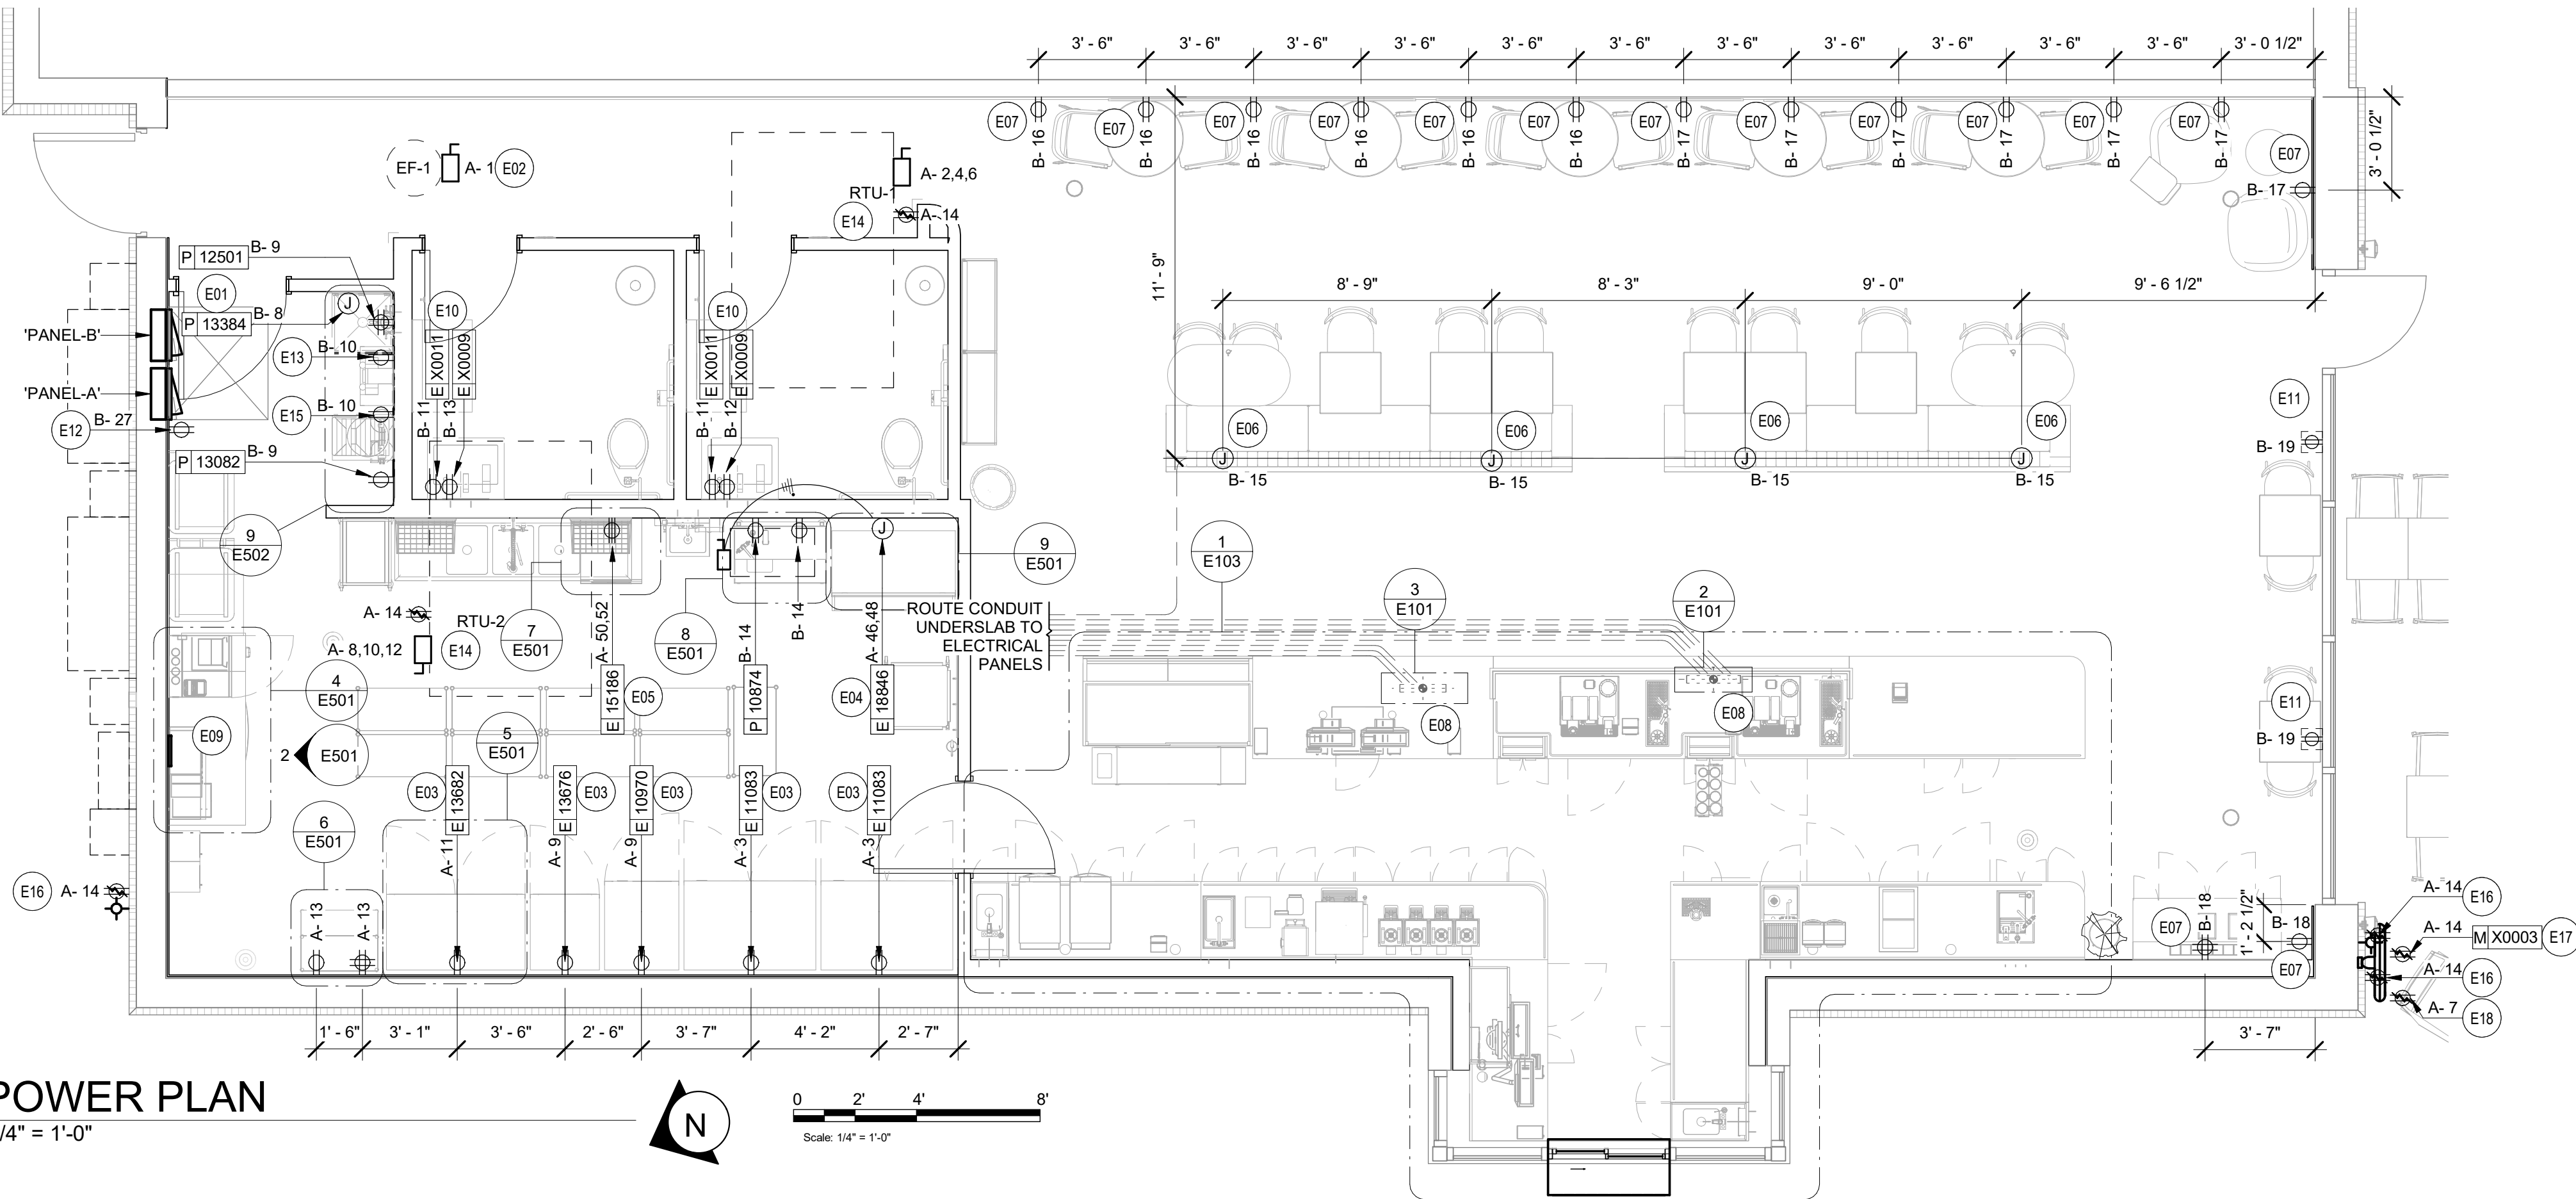 3' - 6"
3' - 6"
3' - 6"
3' - 6"
3' - 6"
3' - 6"
3' - 6"
3' - 6"
3' - 6"
3' - 6"
3' - 6"
3' - 0 1/2"
E07
E07
E07
E07
E07
E07
E07
E07
E07
E07
E07
E07
E07
B- 16
B- 16
B- 16
B- 16
B- 16
B- 16
B- 17
B- 17
B- 17
B- 17
B- 17
B- 17
B- 17
3' - 0 1/2"
EF-1
A- 1
E02
A- 2,4,6
RTU-1
A- 14
E14
P 12501
B- 9
E01
P 13384
B- 8
'PANEL-B'
E13
B- 10
'PANEL-A'
E15
B- 10
E12
B- 27
P 13082
B- 9
E10
E X0011
E X0009
B- 11
B- 13
E10
E X0011
E X0009
B- 11
B- 12
11' - 9"
8' - 9"
8' - 3"
9' - 0"
9' - 6 1/2"
E06
E06
E06
E06
B- 15
B- 15
B- 15
B- 15
E11
B- 19
E11
B- 19
9
E502
9
E501
1
E103
3
E101
2
E101
ROUTE CONDUIT
UNDERSLAB TO
ELECTRICAL
PANELS
E08
E08
A- 14
RTU-2
A- 8,10,12
E14
7
E501
8
E501
A- 50,52
E 15186
E05
B- 14
P 10874
B- 14
A- 46,48
E 18846
E04
4
E501
5
E501
E09
2
E501
6
E501
E03
E 13682
A- 11
E 13676
E03
A- 9
E 10970
E03
A- 9
E 11083
E03
A- 3
E03
E 11083
A- 3
A- 13
A- 13
E16
A- 14
E07
B- 18
1' - 2 1/2"
B- 18
E07
A- 14
E16
A- 14
M X0003
E17
A- 14
E16
A- 7
E18
3' - 7"
1' - 6"
3' - 1"
3' - 6"
2' - 6"
3' - 7"
4' - 2"
2' - 7"
J
J
J
J
J
J
POWER PLAN
/4" = 1'-0"
N
0
2'
4'
8'
Scale: 1/4" = 1'-0"